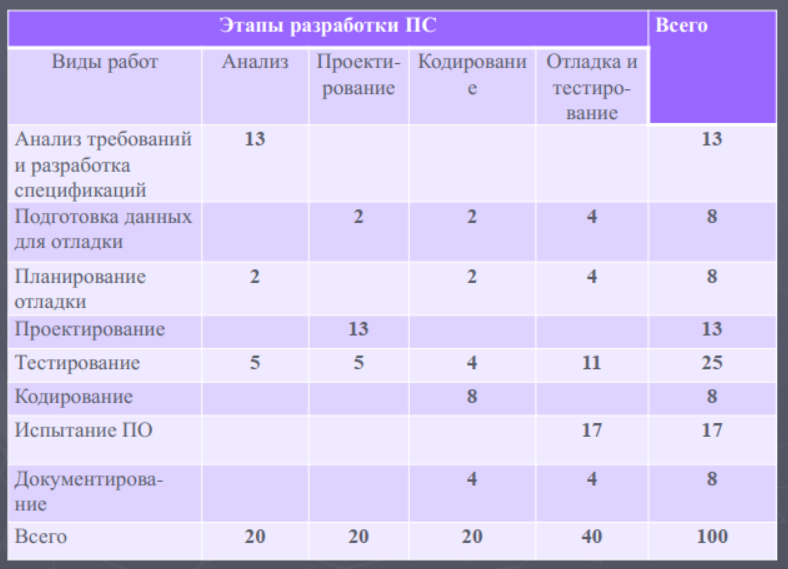 Этапы разработки ПС Всего
Виды работ Анализ Проекти- Кодировани Отладка и
рование е тестиро-
вание
Анализ требований 13 13
и разработка
спецификаций
Подготовка данных 2 2 4 8
для отладки
Планирование 2 2 4 8
отладки
Проектирование 13 13
Тестирование 5 5 4 11 25
Кодирование 8 8
Испытание ПО 17 17
Документирова- 4 4 8
ние
Всего 20 20 20 40 100